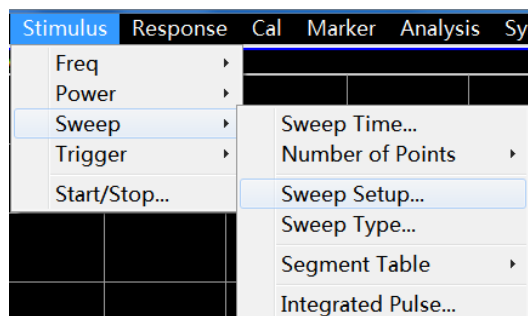 Stimulus Response Cal Marker Analysis Sy
Freq
Power
Sweep
Trigger
Start/Stop...
Sweep Time...
Number of Points
Sweep Setup...
Sweep Type...
Segment Table
Integrated Pulse...